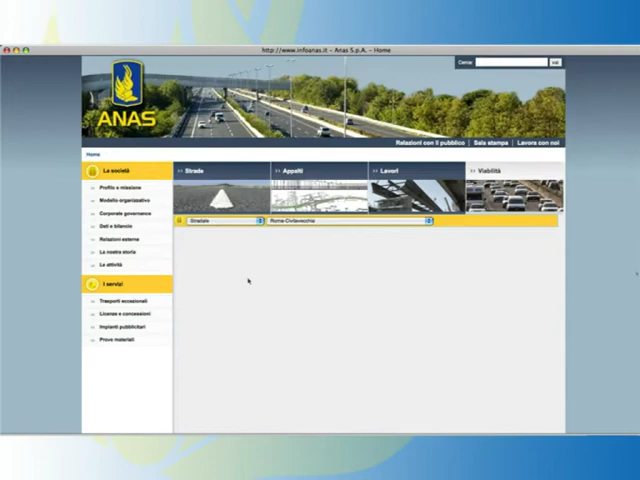 http://www.infoanas.it – Anas S.p.A. – Home
Cerca:
vai
ANAS
Relazioni con il pubblico
Sala stampa
Lavora con noi
Home
La società
Strade
Appalti
Lavori
Viabilità
Profilo e missione
Modello organizzativo
Corporate governance
Dati e bilancio
Relazioni esterne
La nostra storia
Le attività
Stradale
Roma-Civitavecchia
I servizi
Trasporti eccezionali
Licenze e concessioni
Impianti pubblicitari
Prove materiali